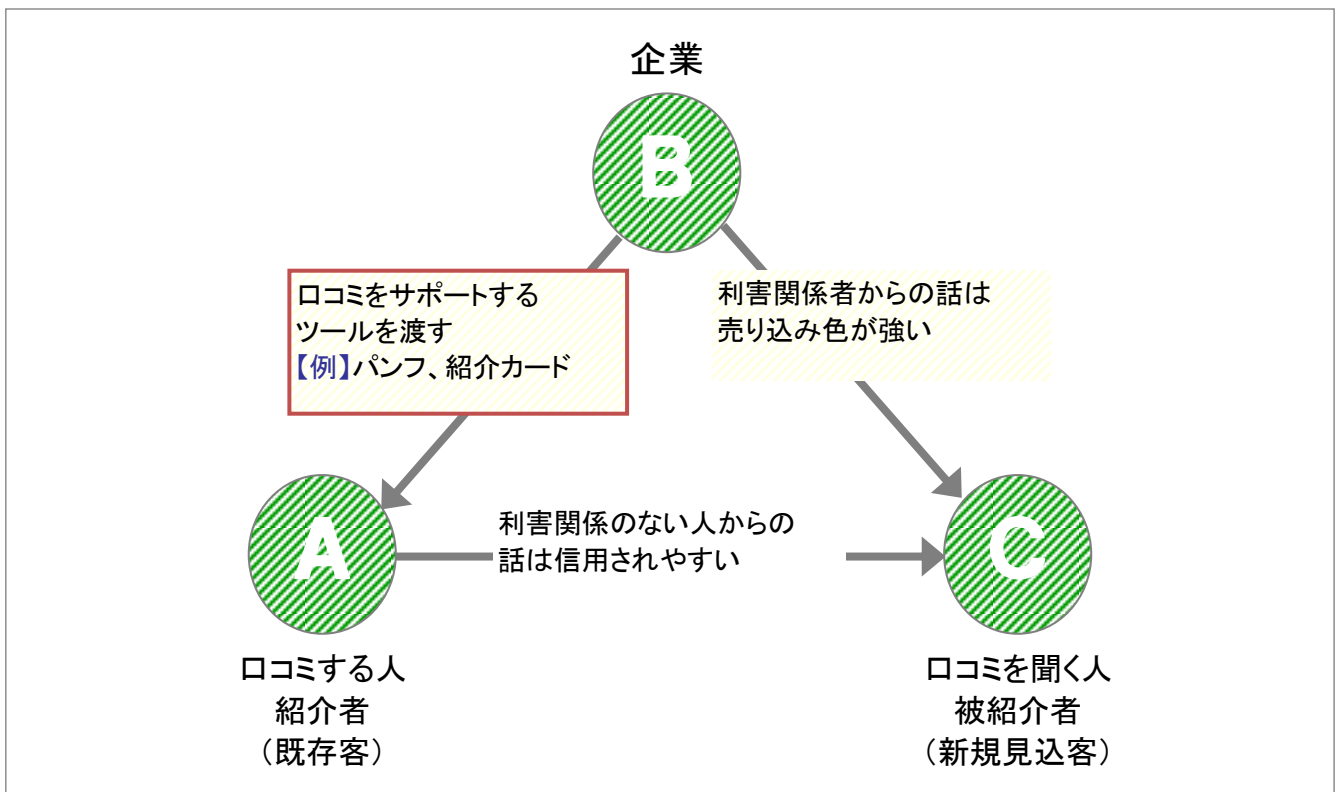 企業
B
口コミをサポートする
ツールを渡す
【例】パンフ、紹介カード
利害関係者からの話は
売り込み色が強い
利害関係のない人からの
話は信用されやすい
A
C
口コミする人
紹介者
（既存客）
口コミを聞く人
被紹介者
（新規見込客）